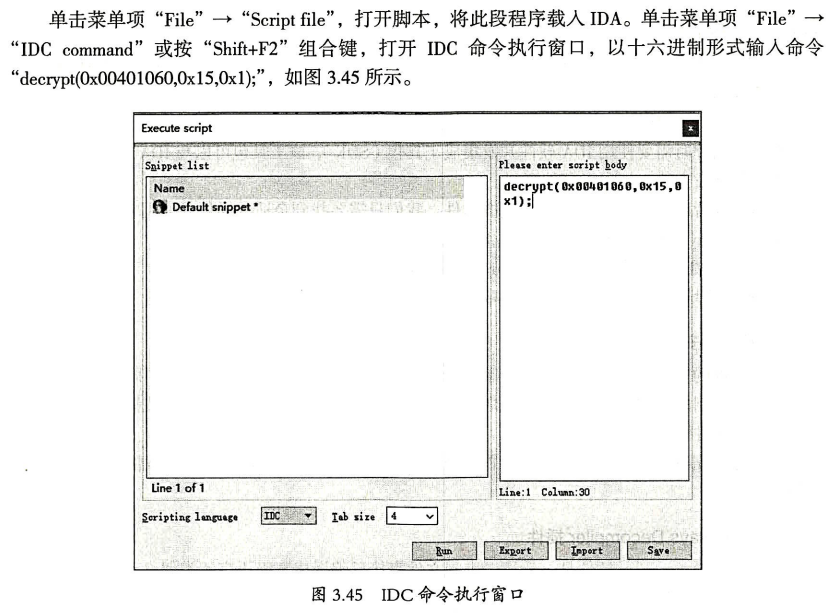 单击菜单项“File”→“Script file”，打开脚本，将此段程序载入 IDA。单击菜单项“File”→
“IDC command”或按“Shift+F2”组合键，打开 IDC 命令执行窗口，以十六进制形式输入命令
“decrypt(0x00401060,0x15,0x1);”，如图 3.45 所示。
Execute script
x
Snippet list
Name
Default snippet *
Line 1 of 1
Please enter script body
decrypt(0x00401060,0x15,0
x1);
Line:1 Column:30
Scripting language
IDC
Tab size
4
Run
Export
Import
Save
图 3.45 IDC 命令执行窗口